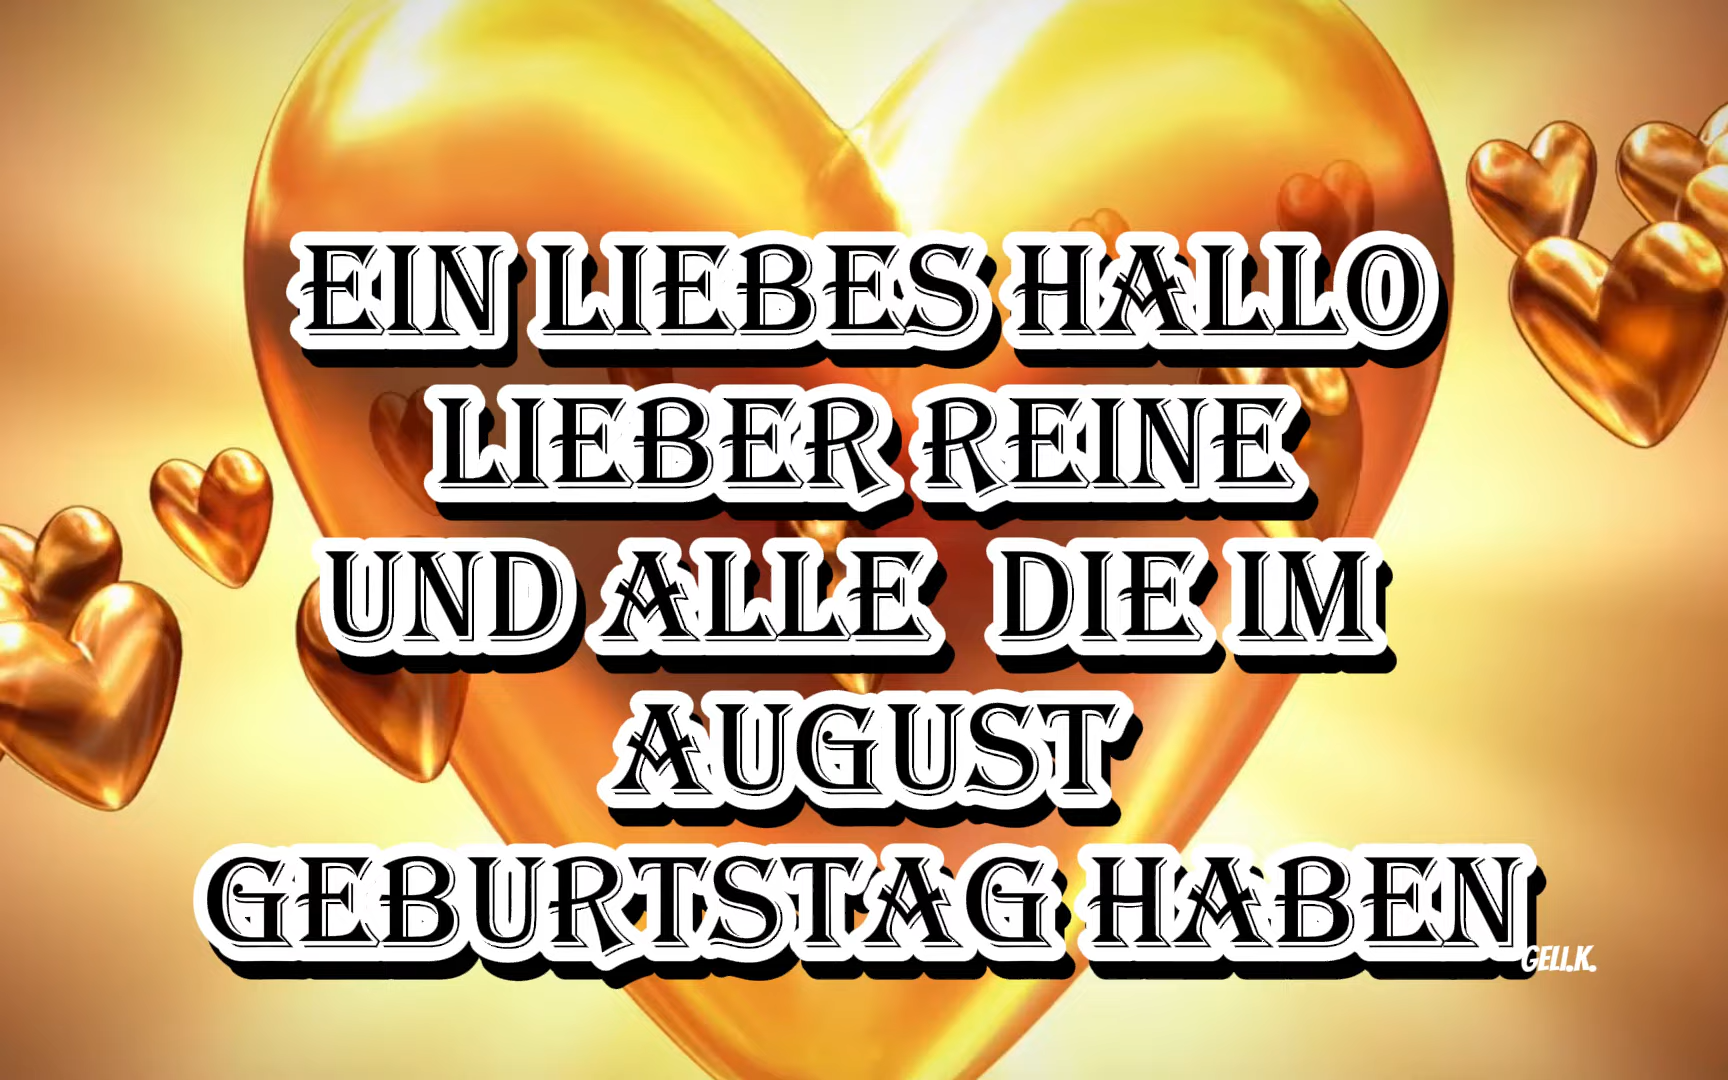 EIN LIEBES HALLO
LIEBER REINE
UND ALLE DIE IM
AUGUST
GEBURTSTAG HABEN
GELI.K.